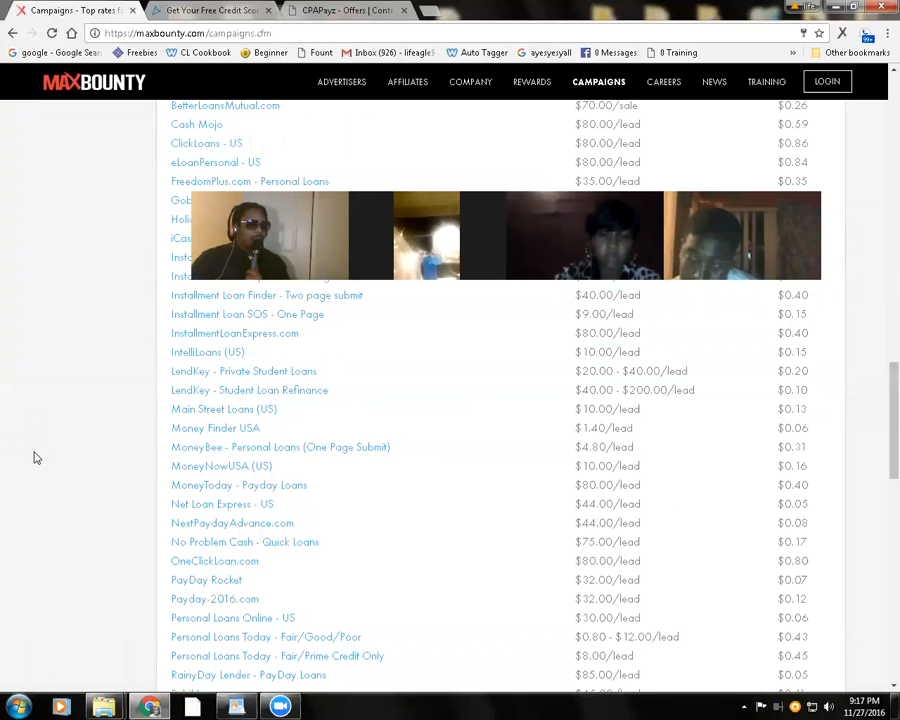 Campaigns - Top rates f
Get Your Free Credit Sco
CPAPayz - Offers | Cont
life
https://maxbounty.com/campaigns.cfm
99+
google - Google Sear
Freebies
CL Cookbook
Beginner
Fount
Inbox (926) - lifeagle8
Auto Tagger
ayesyesyall
0 Messages
0 Training
Other bookmarks
MAXBOUNTY
ADVERTISERS
AFFILIATES
COMPANY
REWARDS
CAMPAIGNS
CAREERS
NEWS
TRAINING
LOGIN
BetterLoansMutual.com $70.00/sale $0.26
Cash Mojo $80.00/lead $0.59
ClickLoans - US $80.00/lead $0.86
eLoanPersonal - US $80.00/lead $0.84
FreedomPlus.com - Personal Loans $35.00/lead $0.35
Gob
Holi
iCas
Insta
Insta
Installment Loan Finder - Two page submit $40.00/lead $0.40
Installment Loan SOS - One Page $9.00/lead $0.15
InstallmentLoanExpress.com $80.00/lead $0.40
IntelliLoans (US) $10.00/lead $0.15
LendKey - Private Student Loans $20.00 - $40.00/lead $0.20
LendKey - Student Loan Refinance $40.00 - $200.00/lead $0.10
Main Street Loans (US) $10.00/lead $0.13
Money Finder USA $1.40/lead $0.06
MoneyBee - Personal Loans (One Page Submit) $4.80/lead $0.31
MoneyNowUSA (US) $10.00/lead $0.16
MoneyToday - Payday Loans $80.00/lead $0.40
Net Loan Express - US $44.00/lead $0.05
NextPaydayAdvance.com $44.00/lead $0.08
No Problem Cash - Quick Loans $75.00/lead $0.17
OneClickLoan.com $80.00/lead $0.80
PayDay Rocket $32.00/lead $0.07
Payday-2016.com $32.00/lead $0.12
Personal Loans Online - US $30.00/lead $0.06
Personal Loans Today - Fair/Good/Poor $0.80 - $12.00/lead $0.43
Personal Loans Today - Fair/Prime Credit Only $8.00/lead $0.45
RainyDay Lender - PayDay Loans $85.00/lead $0.05
9:17 PM
11/27/2016